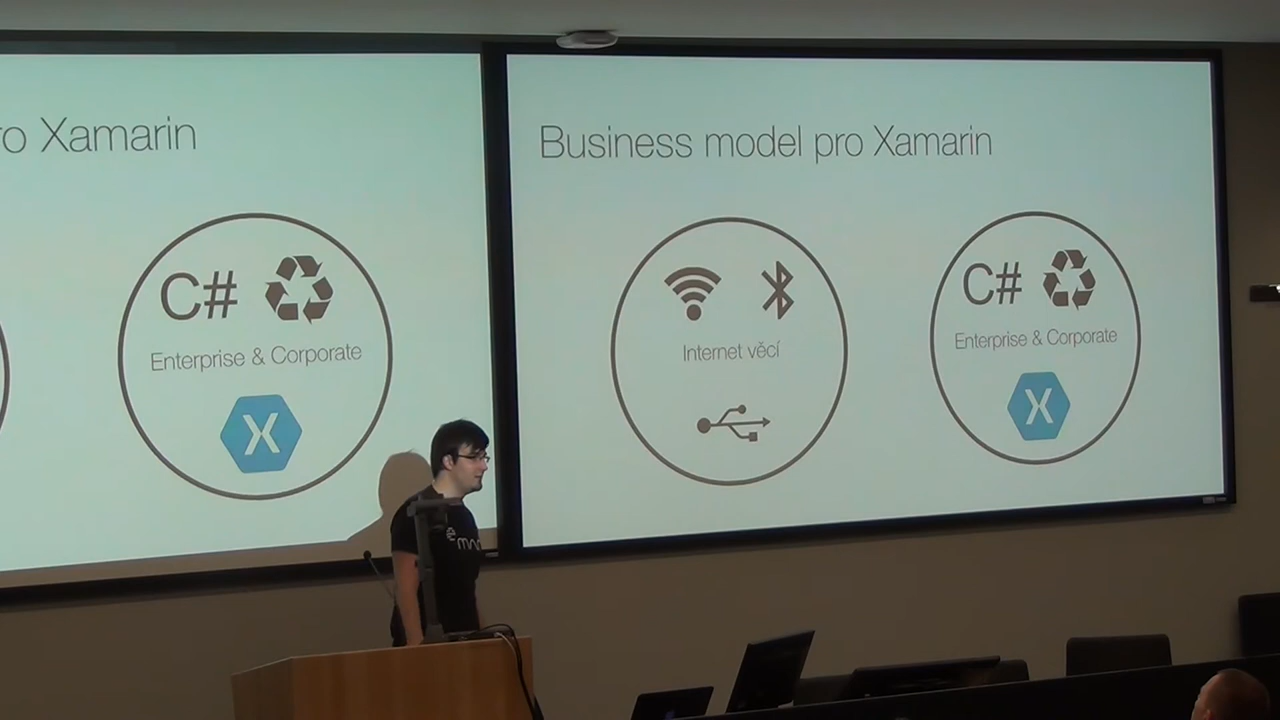 ro Xamarin
C#
Enterprise & Corporate
X
Business model pro Xamarin
Internet věcí
C#
Enterprise & Corporate
X